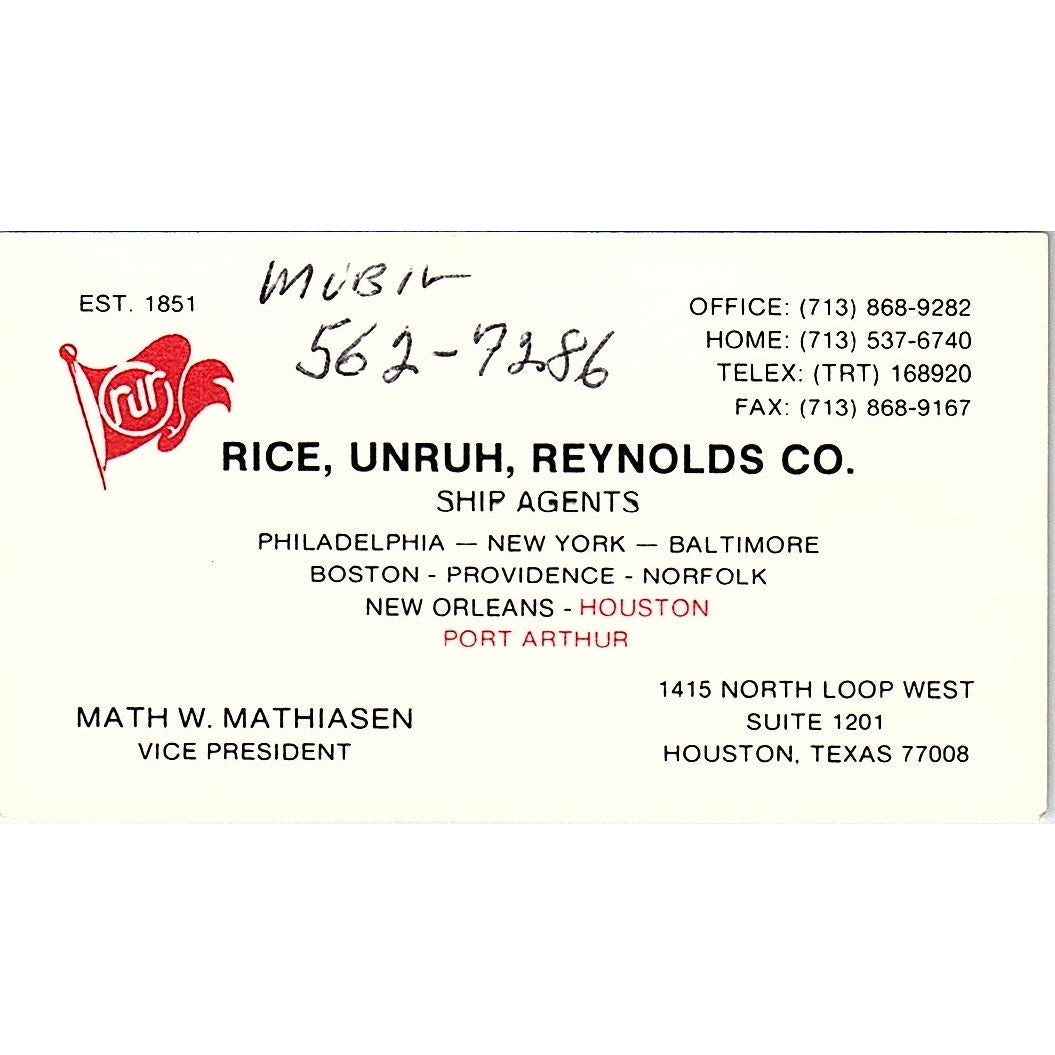 EST. 1851
MOBIL
562-7286
OFFICE: (713) 868-9282
HOME: (713) 537-6740
TELEX: (TRT) 168920
FAX: (713) 868-9167
rur
RICE, UNRUH, REYNOLDS CO.
SHIP AGENTS
PHILADELPHIA — NEW YORK — BALTIMORE
BOSTON - PROVIDENCE - NORFOLK
NEW ORLEANS - HOUSTON
PORT ARTHUR
MATH W. MATHIASEN
VICE PRESIDENT
1415 NORTH LOOP WEST
SUITE 1201
HOUSTON, TEXAS 77008